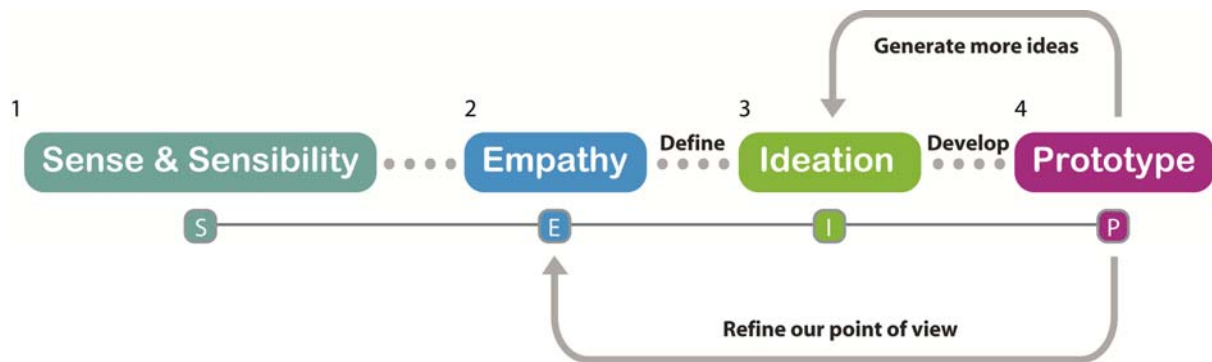 Generate more ideas
1
2
3
4
Sense & Sensibility
Empathy
Define
Ideation
Develop
Prototype
S
E
I
P
Refine our point of view